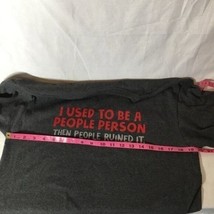 I USED TO BE A
PEOPLE PERSON
THEN PEOPLE RUINED IT